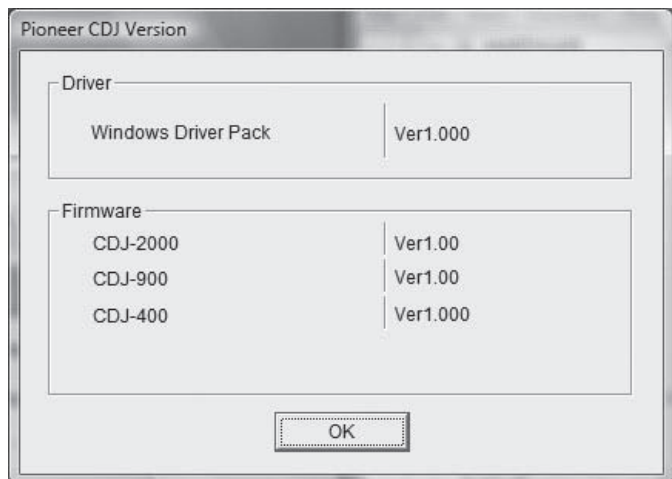 Pioneer CDJ Version
Driver
Windows Driver Pack Ver1.000
Firmware
CDJ-2000 Ver1.00
CDJ-900 Ver1.00
CDJ-400 Ver1.000
OK